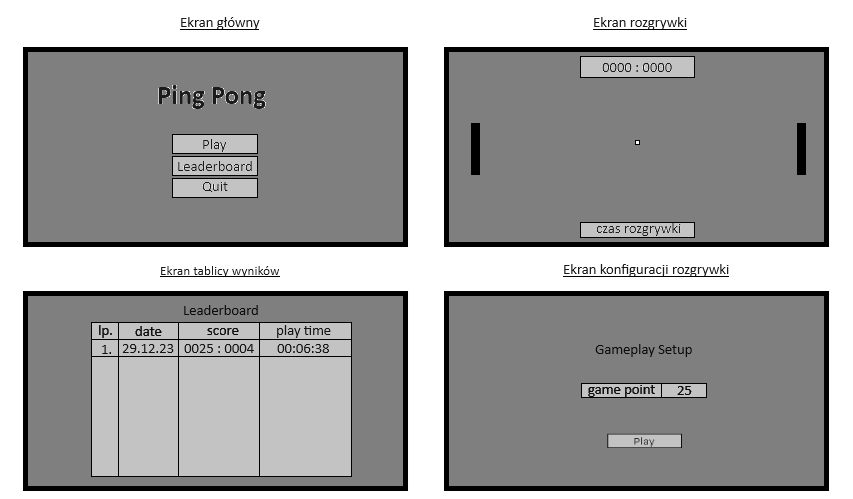 Ekran główny
Ping Pong
Play
Leaderboard
Quit
Ekran rozgrywki
0000 : 0000
czas rozgrywki
Ekran tablicy wyników
Leaderboard
lp. date score play time
1. 29.12.23 0025 : 0004 00:06:38
Ekran konfiguracji rozgrywki
Gameplay Setup
game point 25
Play